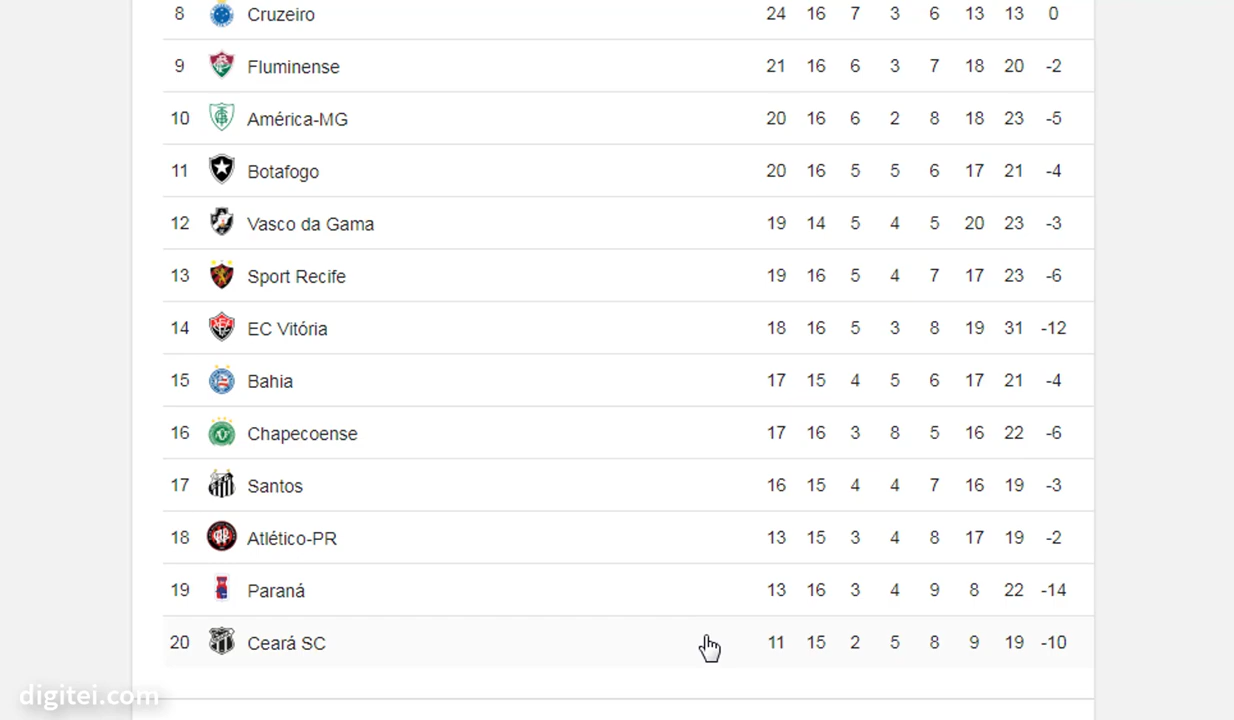 8 Cruzeiro 24 16 7 3 6 13 13 0
9 Fluminense 21 16 6 3 7 18 20 -2
10 América-MG 20 16 6 2 8 18 23 -5
11 Botafogo 20 16 5 5 6 17 21 -4
12 Vasco da Gama 19 14 5 4 5 20 23 -3
13 Sport Recife 19 16 5 4 7 17 23 -6
14 EC Vitória 18 16 5 3 8 19 31 -12
15 Bahia 17 15 4 5 6 17 21 -4
16 Chapecoense 17 16 3 8 5 16 22 -6
17 Santos 16 15 4 4 7 16 19 -3
18 Atlético-PR 13 15 3 4 8 17 19 -2
19 Paraná 13 16 3 4 9 8 22 -14
20 Ceará SC 11 15 2 5 8 9 19 -10
digitei.com